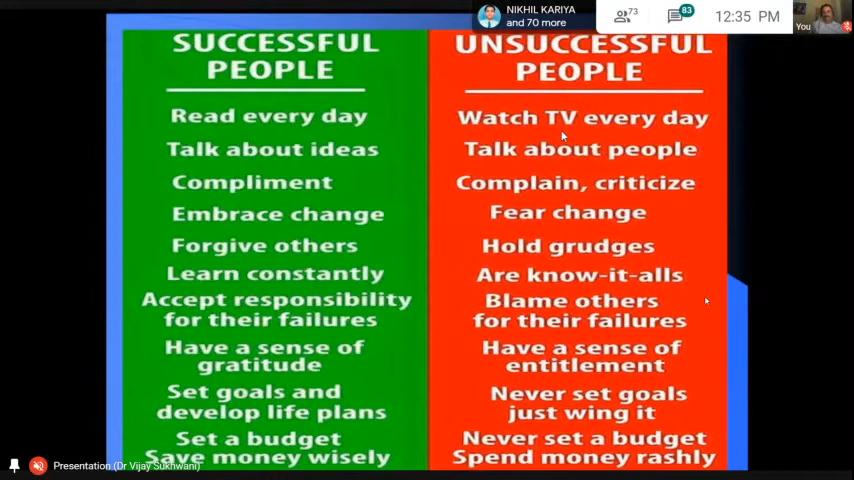 NIKHIL KARIYA
and 70 more
73
83
12:35 PM
You
SUCCESSFUL
PEOPLE
Read every day
Talk about ideas
Compliment
Embrace change
Forgive others
Learn constantly
Accept responsibility
for their failures
Have a sense of
gratitude
Set goals and
develop life plans
Set a budget
Save money wisely
UNSUCCESSFUL
PEOPLE
Watch TV every day
Talk about people
Complain, criticize
Fear change
Hold grudges
Are know-it-alls
Blame others
for their failures
Have a sense of
entitlement
Never set goals
just wing it
Never set a budget
Spend money rashly
Presentation (Dr Vijay Sukhwani)